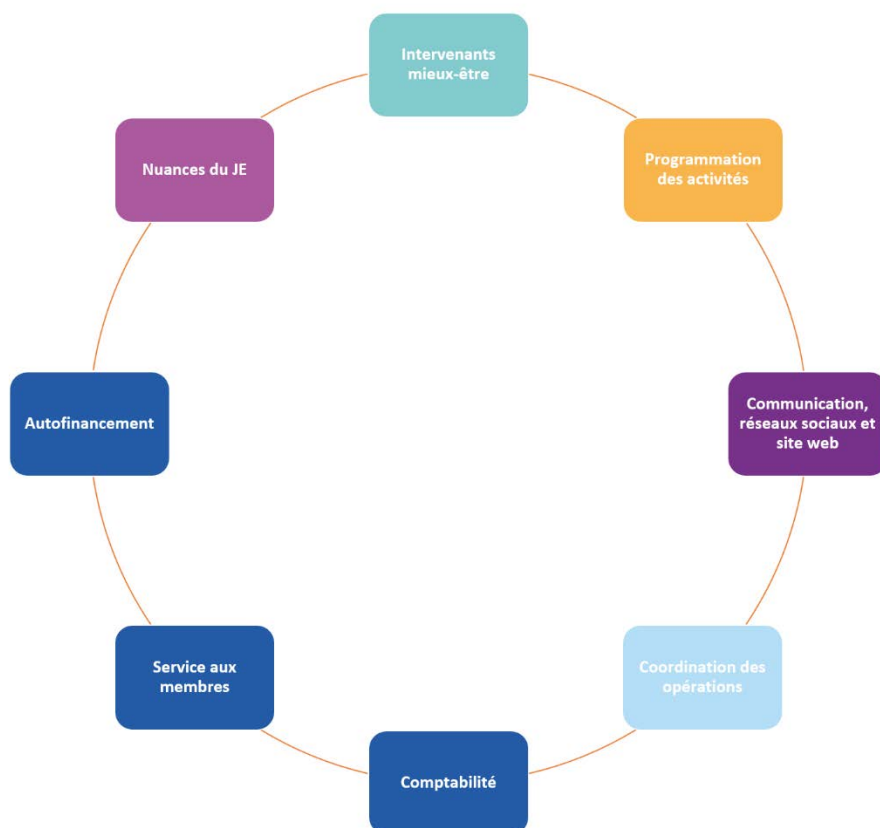 Intervenants
mieux-être
Programmation
des activités
Communication,
réseaux sociaux et
site web
Coordination des
opérations
Comptabilité
Service aux
membres
Autofinancement
Nuances du JE